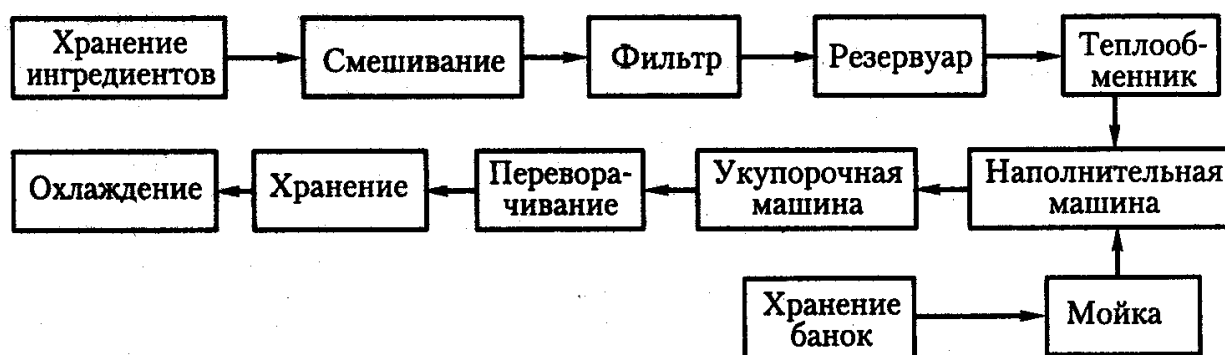 Хранение
ингредиентов
Смешивание
Фильтр
Резервуар
Теплооб-
менник
Охлаждение
Хранение
Перевора-
чивание
Укупорочная
машина
Наполнительная
машина
Хранение
банок
Мойка